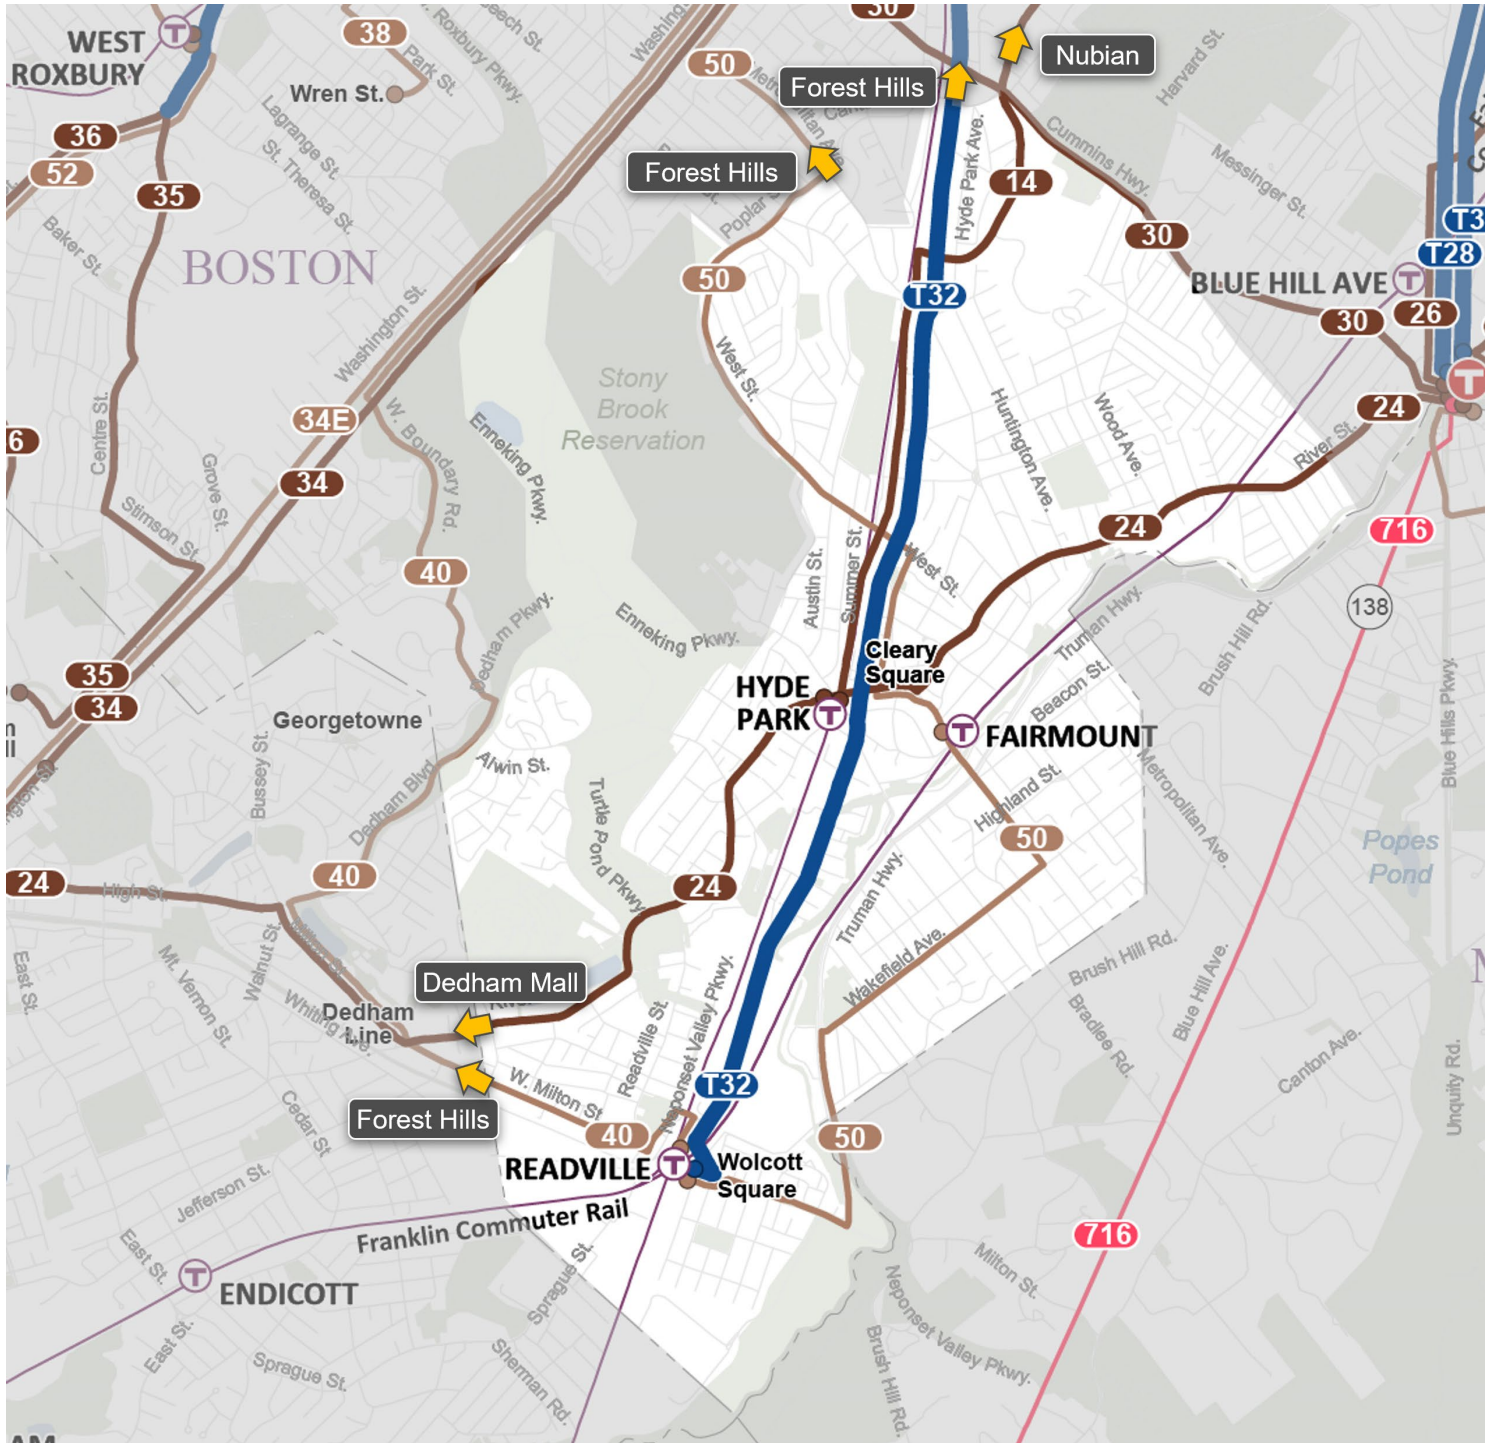 WEST
ROXBURY
38
Park St.
W. Roxbury Pkwy.
Beech St.
50
30
Nubian
Forest Hills
Harvard St.
Wren St.
Lagrange St.
St. Theresa St.
36
52
35
Forest Hills
Poplar
Hyde Park Ave.
Cummins Hwy.
Messinger St.
14
30
T28
Baker St.
BOSTON
50
T32
BLUE HILL AVE
30
26
Washington St.
West St.
Stony
Brook
Reservation
34E
Centre St.
Grove St.
W. Boundary Rd.
Enneking Pkwy.
Huntington Ave.
Wood Ave.
24
River St.
34
Stimson St.
24
716
40
Austin St.
Summer St.
West St.
138
Dedham Pkwy.
Enneking Pkwy.
Truman Hwy.
Brush Hill Rd.
Cleary
Square
35
34
HYDE
PARK
Beacon St.
FAIRMOUNT
Blue Hills Pkwy.
Georgetowne
Bussey St.
Alwin St.
Dedham Blvd.
Turtle Pond Pkwy.
Highland St.
Metropolitan Ave.
50
Popes
Pond
24
High St.
40
24
Truman Hwy.
Wakefield Ave.
East St.
Mt. Vernon St.
Walnut St.
Whiting Ave.
Dedham
Line
Dedham Mall
Readville St.
Neponset Valley Pkwy.
Brush Hill Rd.
Bradlee Rd.
Blue Hill Ave.
Canton Ave.
Unquity Rd.
T32
W. Milton St
Forest Hills
Cedar St
40
50
READVILLE
Wolcott
Square
Jefferson St.
Franklin Commuter Rail
716
East St.
ENDICOTT
Sprague St.
Milton St.
Neponset Valley Pkwy.
East St.
Sprague St.
Sherman Rd.
Brush Hill Rd.